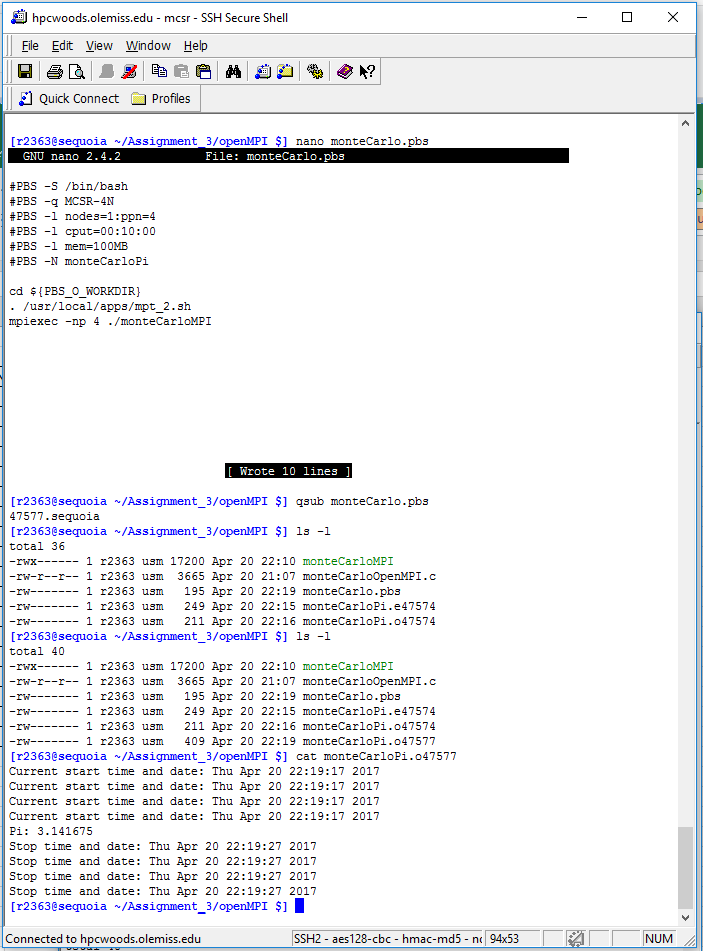 hpcwoods.olemiss.edu - mcsr - SSH Secure Shell
File Edit View Window Help
Quick Connect Profiles
[r2363@sequoia ~/Assignment_3/openMPI $] nano monteCarlo.pbs
GNU nano 2.4.2 File: monteCarlo.pbs
#PBS -S /bin/bash
#PBS -q MCSR-4N
#PBS -l nodes=1:ppn=4
#PBS -l cput=00:10:00
#PBS -l mem=100MB
#PBS -N monteCarloPi
cd ${PBS_O_WORKDIR}
. /usr/local/apps/mpt_2.sh
mpiexec -np 4 ./monteCarloMPI
[ Wrote 10 lines ]
[r2363@sequoia ~/Assignment_3/openMPI $] qsub monteCarlo.pbs
47577.sequoia
[r2363@sequoia ~/Assignment_3/openMPI $] ls -l
total 36
-rwx------ 1 r2363 usm 17200 Apr 20 22:10 monteCarloMPI
-rw-r--r-- 1 r2363 usm 3665 Apr 20 21:07 monteCarloOpenMPI.c
-rw------- 1 r2363 usm 195 Apr 20 22:19 monteCarlo.pbs
-rw------- 1 r2363 usm 249 Apr 20 22:15 monteCarloPi.e47574
-rw------- 1 r2363 usm 211 Apr 20 22:16 monteCarloPi.o47574
[r2363@sequoia ~/Assignment_3/openMPI $] ls -l
total 40
-rwx------ 1 r2363 usm 17200 Apr 20 22:10 monteCarloMPI
-rw-r--r-- 1 r2363 usm 3665 Apr 20 21:07 monteCarloOpenMPI.c
-rw------- 1 r2363 usm 195 Apr 20 22:19 monteCarlo.pbs
-rw------- 1 r2363 usm 249 Apr 20 22:15 monteCarloPi.e47574
-rw------- 1 r2363 usm 211 Apr 20 22:16 monteCarloPi.o47574
-rw------- 1 r2363 usm 409 Apr 20 22:19 monteCarloPi.o47577
[r2363@sequoia ~/Assignment_3/openMPI $] cat monteCarloPi.o47577
Current start time and date: Thu Apr 20 22:19:17 2017
Current start time and date: Thu Apr 20 22:19:17 2017
Current start time and date: Thu Apr 20 22:19:17 2017
Current start time and date: Thu Apr 20 22:19:17 2017
Pi: 3.141675
Stop time and date: Thu Apr 20 22:19:27 2017
Stop time and date: Thu Apr 20 22:19:27 2017
Stop time and date: Thu Apr 20 22:19:27 2017
Stop time and date: Thu Apr 20 22:19:27 2017
[r2363@sequoia ~/Assignment_3/openMPI $]
Connected to hpcwoods.olemiss.edu SSH2 - aes128-cbc - hmac-md5 - nc 94x53 NUM